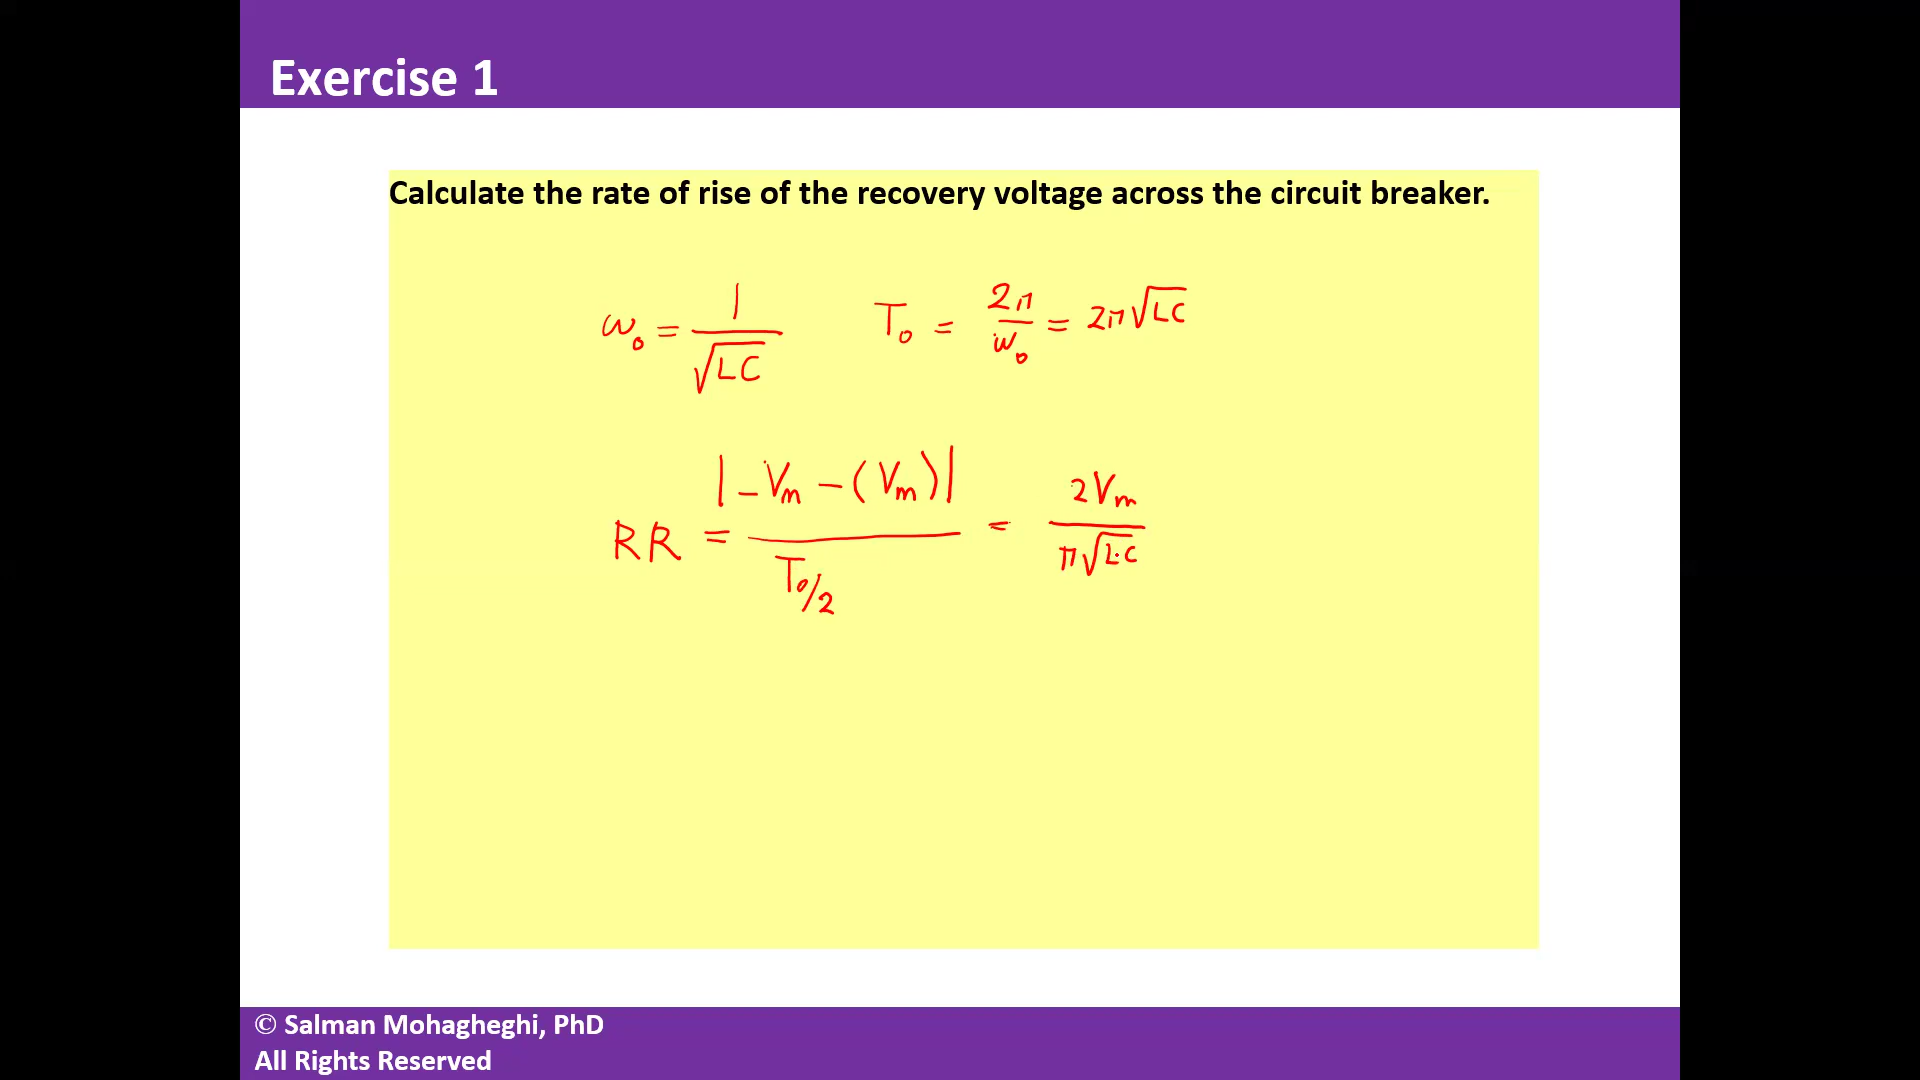 Exercise 1
Calculate the rate of rise of the recovery voltage across the circuit breaker.
ω₀ = 1/√LC    T₀ = 2π/ω₀ = 2π√LC
RR = |−Vm − (Vm)| / T₀/2 = 2Vm / π√LC
© Salman Mohagheghi, PhD
All Rights Reserved